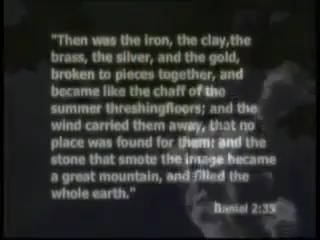 "Then was the iron, the clay,the
brass, the silver, and the gold,
broken to pieces together, and
became like the chaff of the
summer threshingfloors; and the
wind carried them away, that no
place was found for them: and the
stone that smote the image became
a great mountain, and filled the
whole earth."
Daniel 2:35